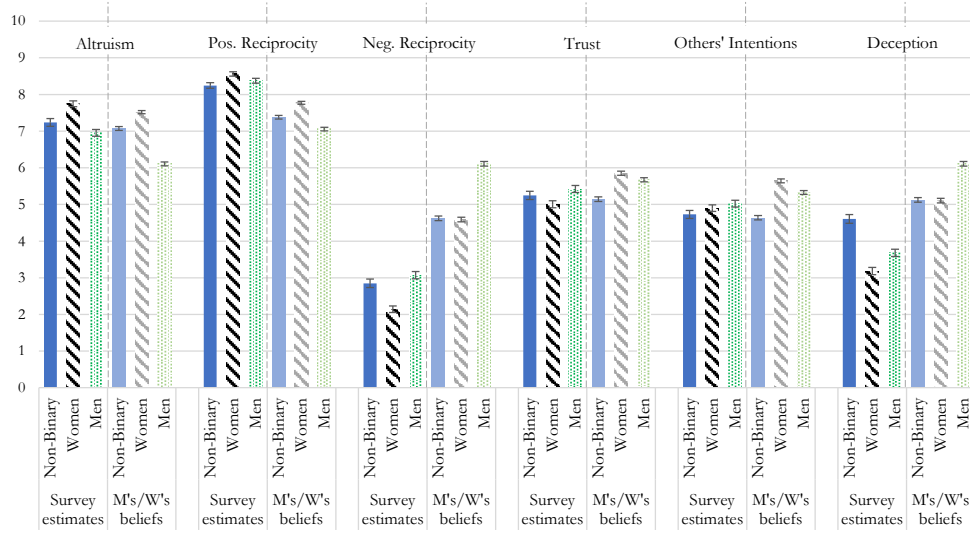 10
9
8
7
6
5
4
3
2
1
0
Altruism
Pos. Reciprocity
Neg. Reciprocity
Trust
Others' Intentions
Deception
Non-Binary
Women
Men
Non-Binary
Women
Men
Non-Binary
Women
Men
Non-Binary
Women
Men
Non-Binary
Women
Men
Non-Binary
Women
Men
Non-Binary
Women
Men
Non-Binary
Women
Men
Non-Binary
Women
Men
Non-Binary
Women
Men
Non-Binary
Women
Men
Non-Binary
Women
Men
Survey
estimates
M's/W's
beliefs
Survey
estimates
M's/W's
beliefs
Survey
estimates
M's/W's
beliefs
Survey
estimates
M's/W's
beliefs
Survey
estimates
M's/W's
beliefs
Survey
estimates
M's/W's
beliefs